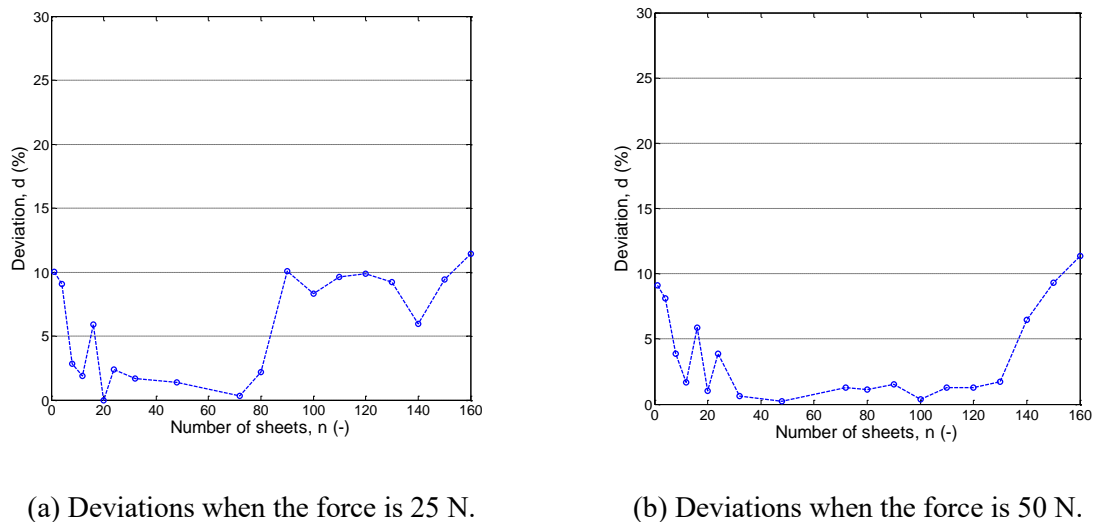 30
25
20
15
10
5
0
Deviation, d (%)
0 20 40 60 80 100 120 140 160
Number of sheets, n (-)
(a) Deviations when the force is 25 N.
30
25
20
15
10
5
0
Deviation, d (%)
0 20 40 60 80 100 120 140 160
Number of sheets, n (-)
(b) Deviations when the force is 50 N.